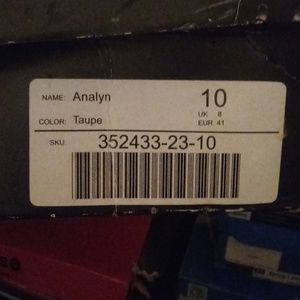 NAME: Analyn 10
UK 8
COLOR: Taupe EUR 41
SKU: 352433-23-10